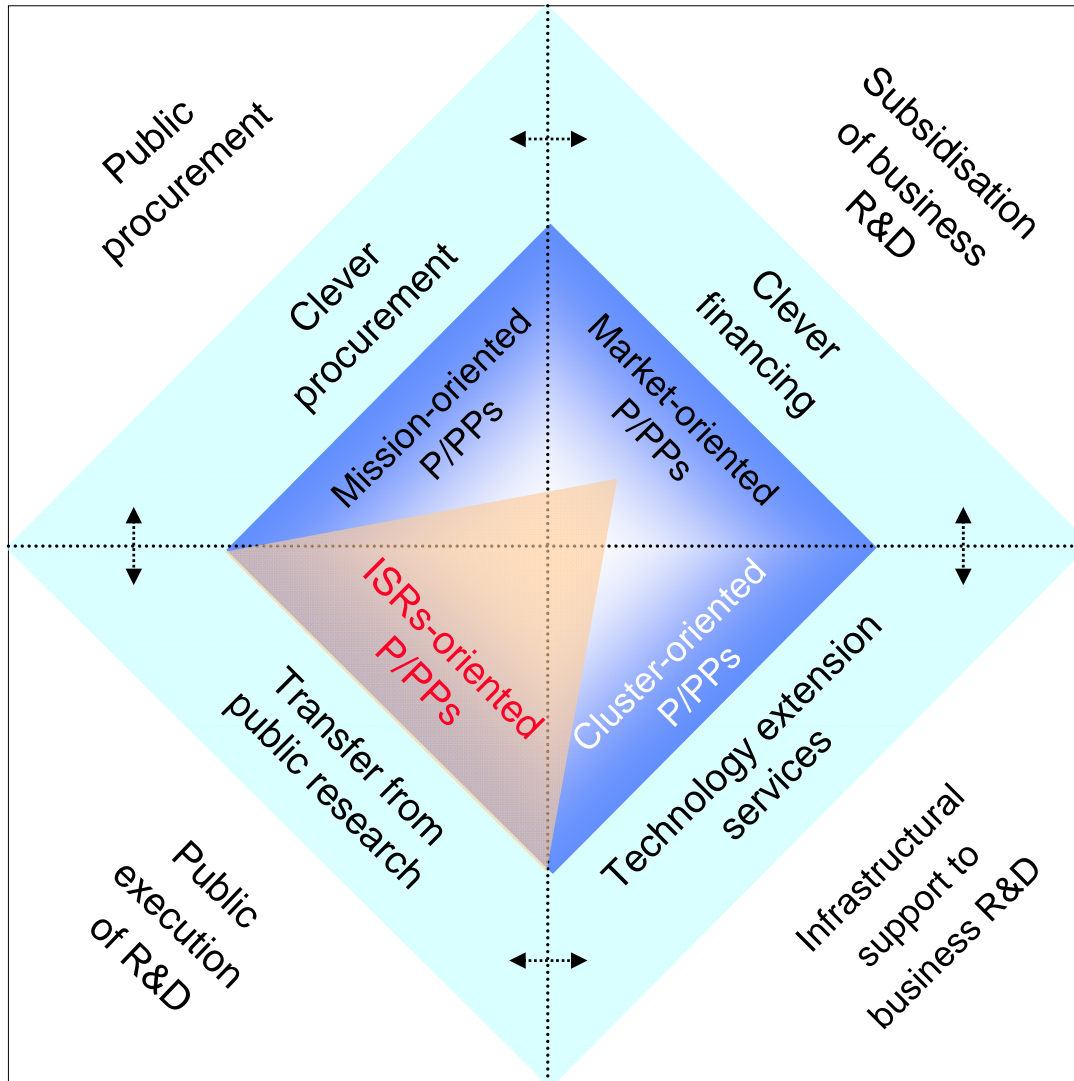 Public
procurement
Subsidisation
of business
R&D
Clever
procurement
Clever
financing
Mission-oriented
P/PPs
Market-oriented
P/PPs
ISRs-oriented
P/PPs
Cluster-oriented
P/PPs
Transfer from
public research
Technology extension
services
Public
execution
of R&D
Infrastructural
support to
business R&D